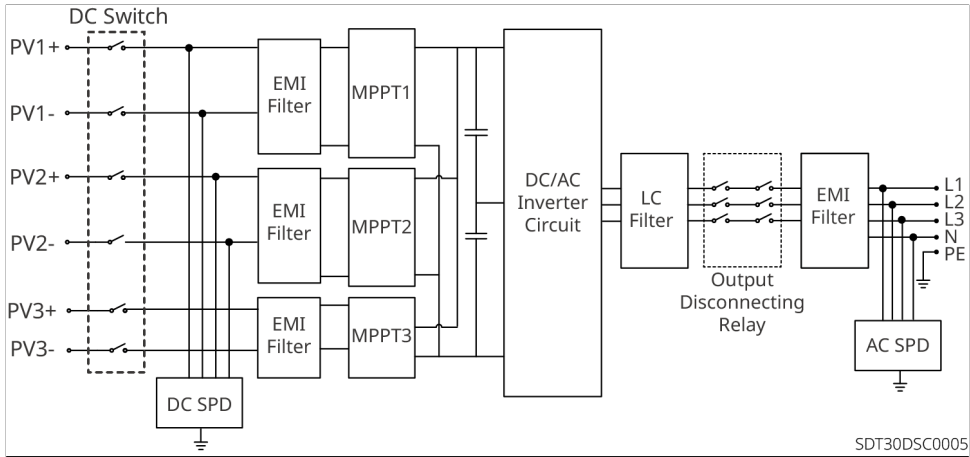 DC Switch
PV1+
PV1-
PV2+
PV2-
PV3+
PV3-
EMI
Filter
MPPT1
EMI
Filter
MPPT2
EMI
Filter
MPPT3
DC SPD
DC/AC
Inverter
Circuit
LC
Filter
Output
Disconnecting
Relay
EMI
Filter
L1
L2
L3
N
PE
AC SPD
SDT30DSC0005